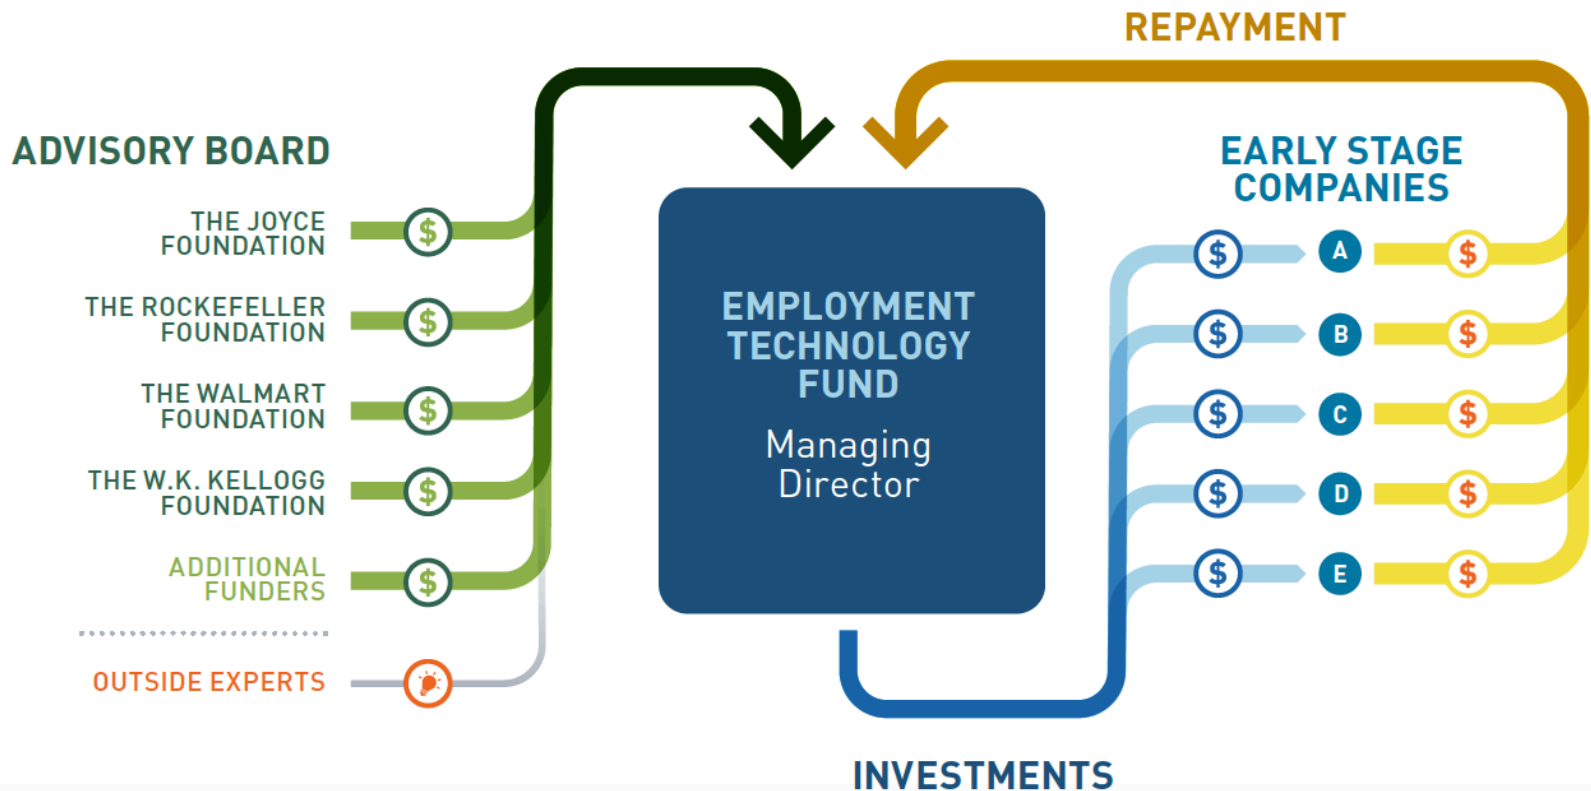 REPAYMENT
ADVISORY BOARD
THE JOYCE
FOUNDATION
$
THE ROCKEFELLER
FOUNDATION
$
THE WALMART
FOUNDATION
$
THE W.K. KELLOGG
FOUNDATION
$
ADDITIONAL
FUNDERS
$
OUTSIDE EXPERTS
EMPLOYMENT
TECHNOLOGY
FUND
Managing
Director
EARLY STAGE
COMPANIES
$ A $
$ B $
$ C $
$ D $
$ E $
INVESTMENTS